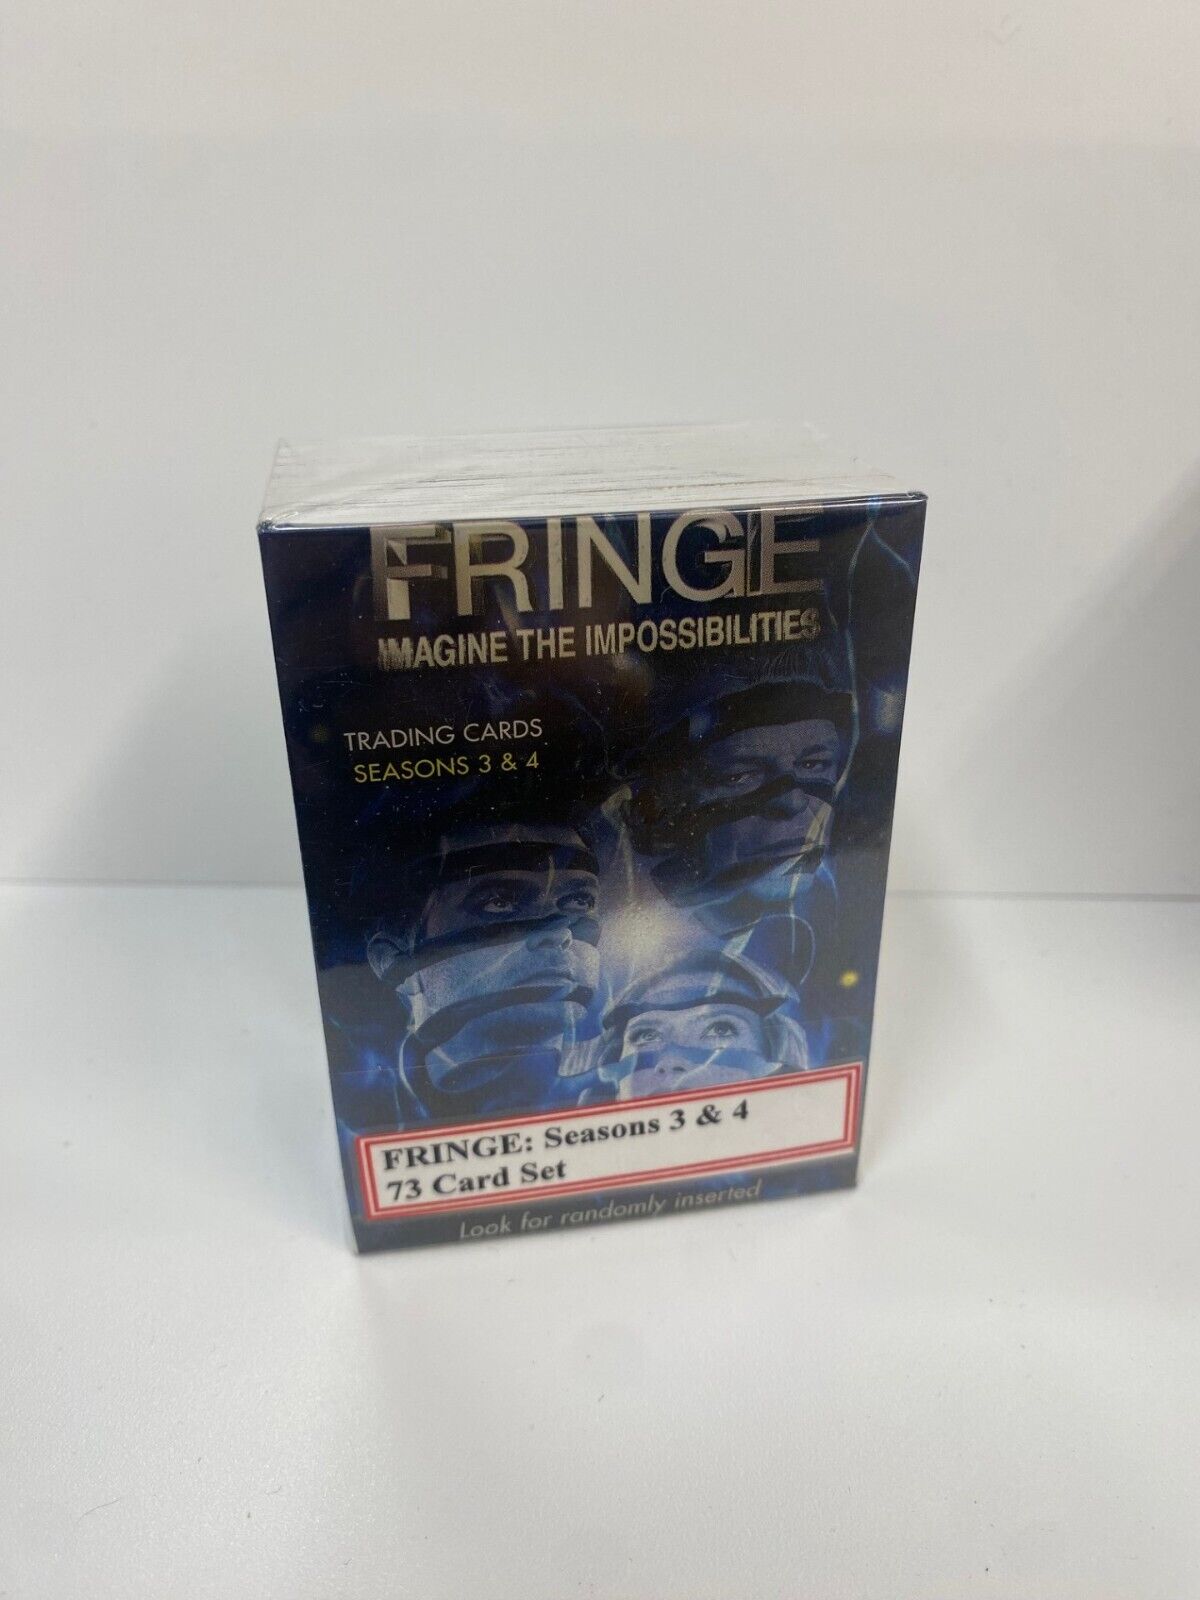 FRINGE
IMAGINE THE IMPOSSIBILITIES
TRADING CARDS
SEASONS 3 & 4
FRINGE: Seasons 3 & 4
73 Card Set
Look for randomly inserted